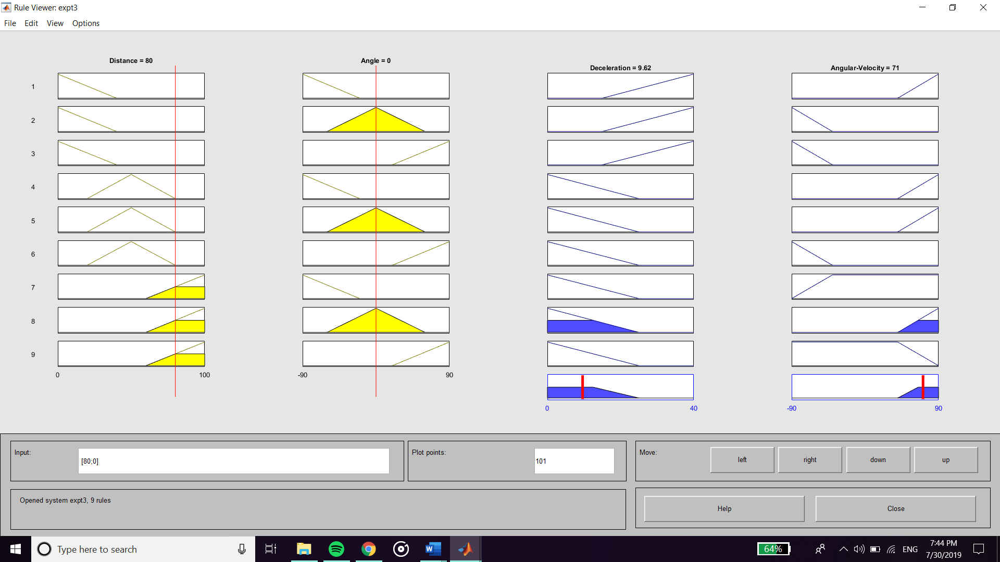 Rule Viewer: expt3
File Edit View Options
Distance = 80
Angle = 0
Deceleration = 9.62
Angular-Velocity = 71
1
2
3
4
5
6
7
8
9
0 100
-90 90
0 40
-90 90
Input:
[80;0]
Plot points:
101
Move:
left
right
down
up
Opened system expt3, 9 rules
Help
Close
Type here to search
64%
ENG
7:44 PM
7/30/2019